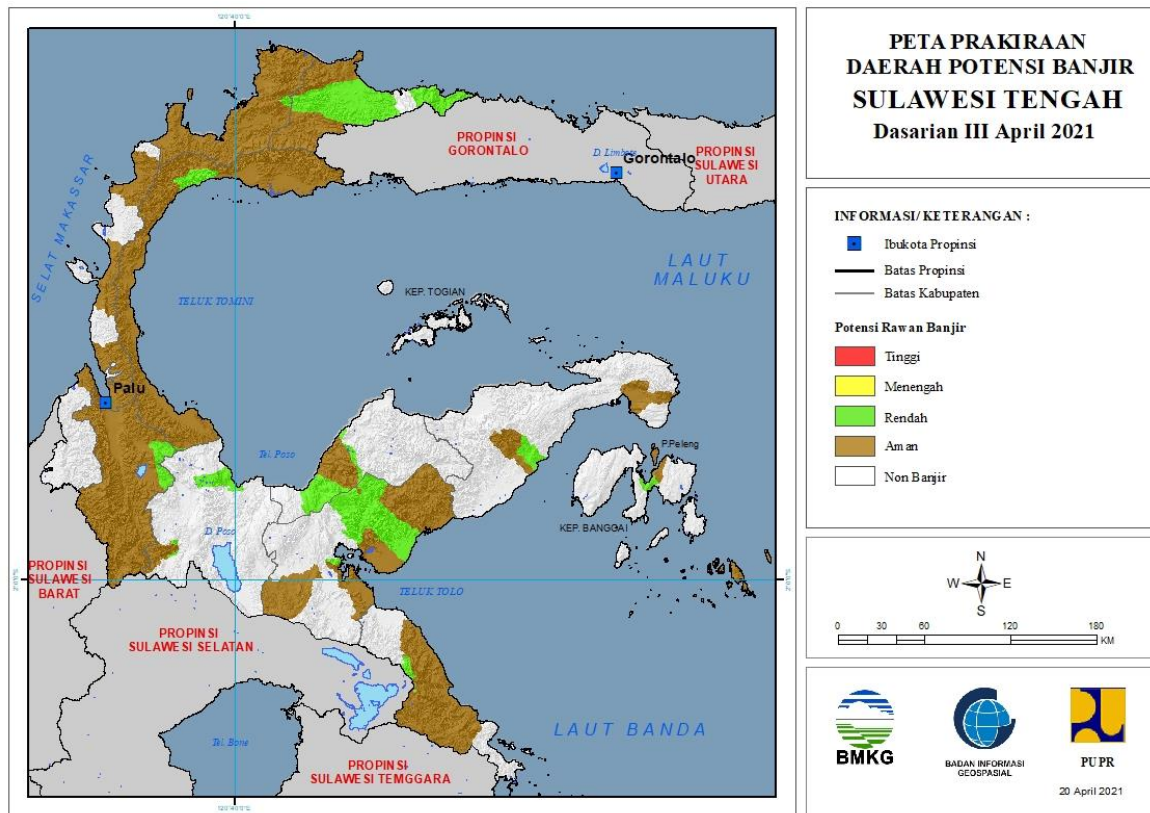 PETA PRAKIRAAN
DAERAH POTENSI BANJIR
SULAWESI TENGAH
Dasarian III April 2021
INFORMASI/ KETERANGAN :
Ibukota Propinsi
Batas Propinsi
Batas Kabupaten
Potensi Rawan Banjir
Tinggi
Menengah
Rendah
Aman
Non Banjir
N
W E
S
0 30 60 120 180
KM
BMKG
BADAN INFORMASI
GEOSPASIAL
PUPR
20 April 2021
PROPINSI
GORONTALO
D. Limboto
Gorontalo
PROPINSI
SULAWESI
UTARA
SELAT MAKASSAR
LAUT
MALUKU
TELUK TOMINI
KEP. TOGIAN
Palu
Tel. Poso
P.Peleng
KEP. BANGGAI
D. Poso
PROPINSI
SULAWESI
BARAT
TELUK TOLO
PROPINSI
SULAWESI SELATAN
LAUT BANDA
Tel. Bone
PROPINSI
SULAWESI TEMGGARA